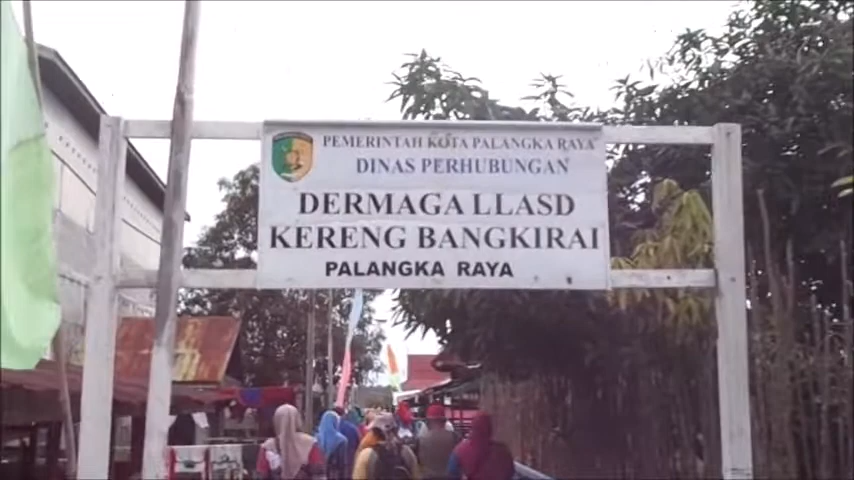 PEMERINTAH KOTA PALANGKA RAYA
DINAS PERHUBUNGAN
DERMAGA LLASD
KERENG BANGKIRAI
PALANGKA RAYA